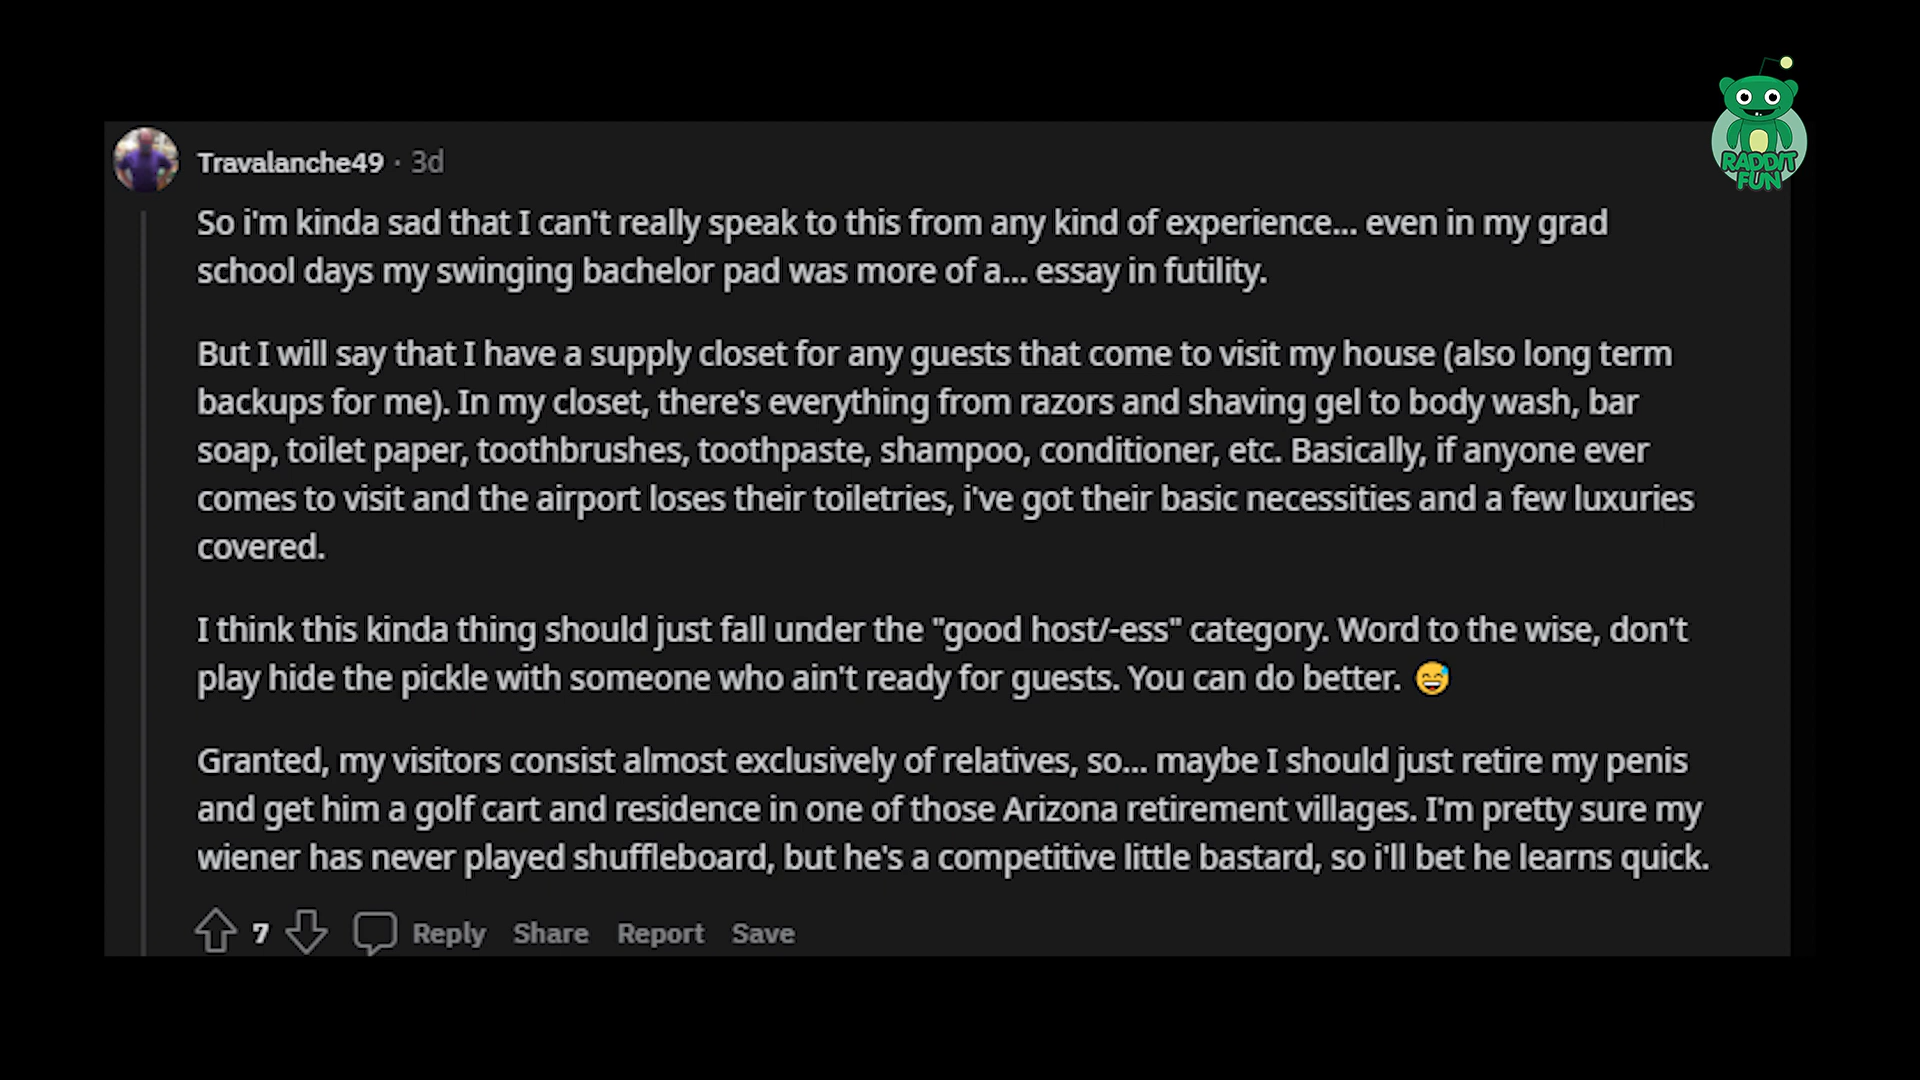 Travalanche49 · 3d
RADDIT
FUN
So i'm kinda sad that I can't really speak to this from any kind of experience... even in my grad
school days my swinging bachelor pad was more of a... essay in futility.
But I will say that I have a supply closet for any guests that come to visit my house (also long term
backups for me). In my closet, there's everything from razors and shaving gel to body wash, bar
soap, toilet paper, toothbrushes, toothpaste, shampoo, conditioner, etc. Basically, if anyone ever
comes to visit and the airport loses their toiletries, i've got their basic necessities and a few luxuries
covered.
I think this kinda thing should just fall under the "good host/-ess" category. Word to the wise, don't
play hide the pickle with someone who ain't ready for guests. You can do better. 😅
Granted, my visitors consist almost exclusively of relatives, so... maybe I should just retire my penis
and get him a golf cart and residence in one of those Arizona retirement villages. I'm pretty sure my
wiener has never played shuffleboard, but he's a competitive little bastard, so i'll bet he learns quick.
7 Reply Share Report Save